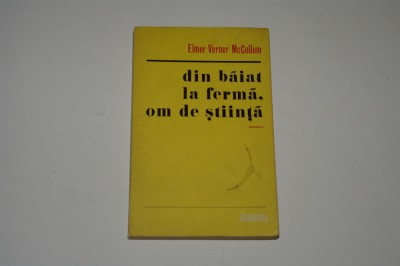 Elmer Verner McCollum
din băiat
la fermă,
om de știință